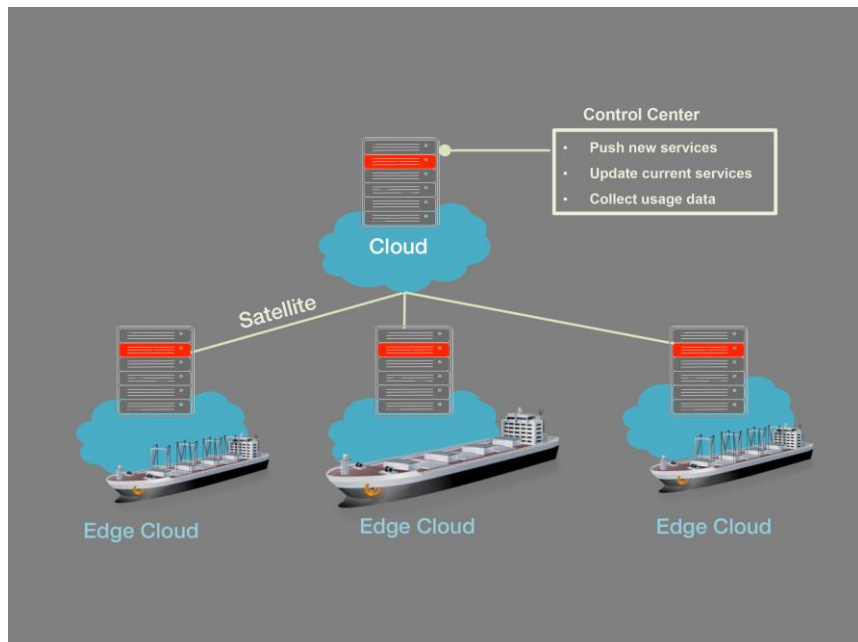 Control Center
• Push new services
• Update current services
• Collect usage data
Cloud
Satellite
Edge Cloud
Edge Cloud
Edge Cloud